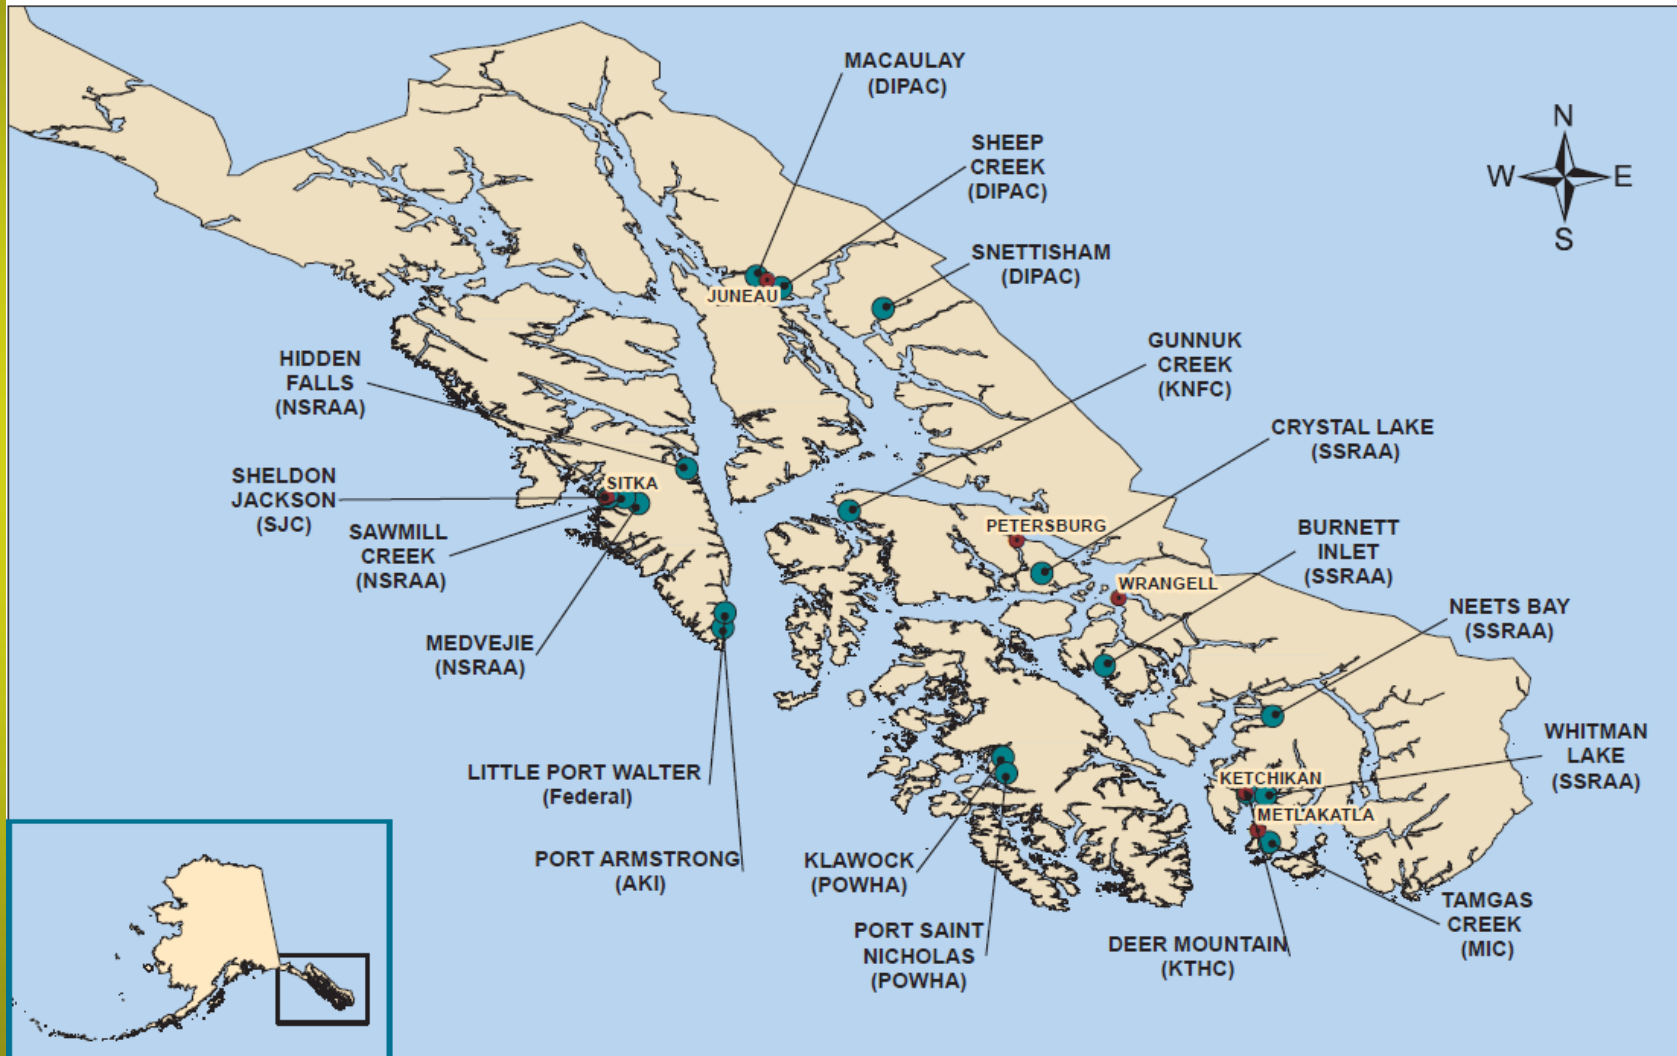 MACAULAY
(DIPAC)
SHEEP
CREEK
(DIPAC)
N
W
E
S
SNETTISHAM
(DIPAC)
JUNEAU
GUNNUK
CREEK
(KNFC)
HIDDEN
FALLS
(NSRAA)
CRYSTAL LAKE
(SSRAA)
SHELDON
JACKSON
(SJC)
SITKA
SAWMILL
CREEK
(NSRAA)
PETERSBURG
BURNETT
INLET
(SSRAA)
WRANGELL
NEETS BAY
(SSRAA)
MEDVEJIE
(NSRAA)
WHITMAN
LAKE
(SSRAA)
LITTLE PORT WALTER
(Federal)
KETCHIKAN
METLAKATLA
PORT ARMSTRONG
(AKI)
KLAWOCK
(POWHA)
PORT SAINT
NICHOLAS
(POWHA)
DEER MOUNTAIN
(KTHC)
TAMGAS
CREEK
(MIC)